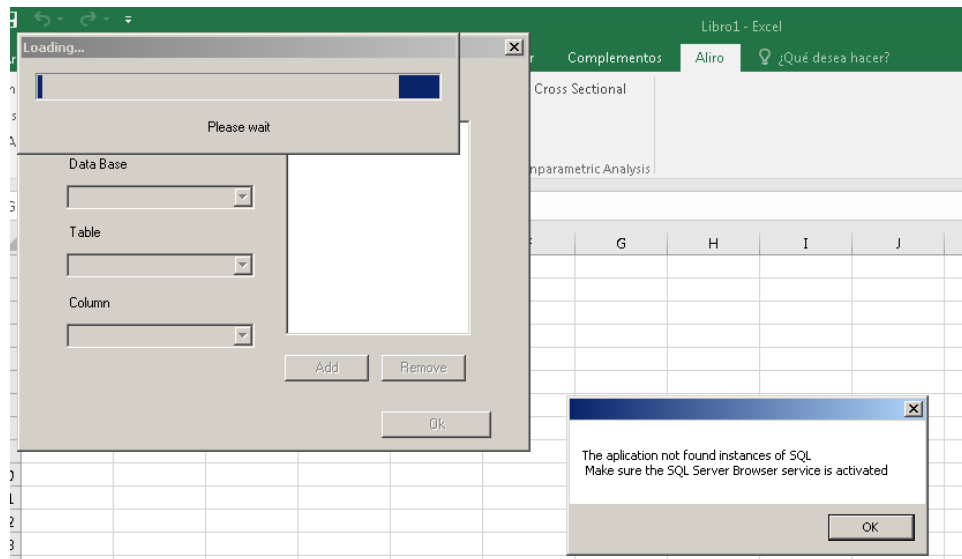 Libro1 - Excel
Loading...
Complementos
Aliro
¿Qué desea hacer?
Cross Sectional
Please wait
Data Base
nparametric Analysis
Table
G H I J
Column
Add
Remove
Ok
The aplication not found instances of SQL
Make sure the SQL Server Browser service is activated
OK